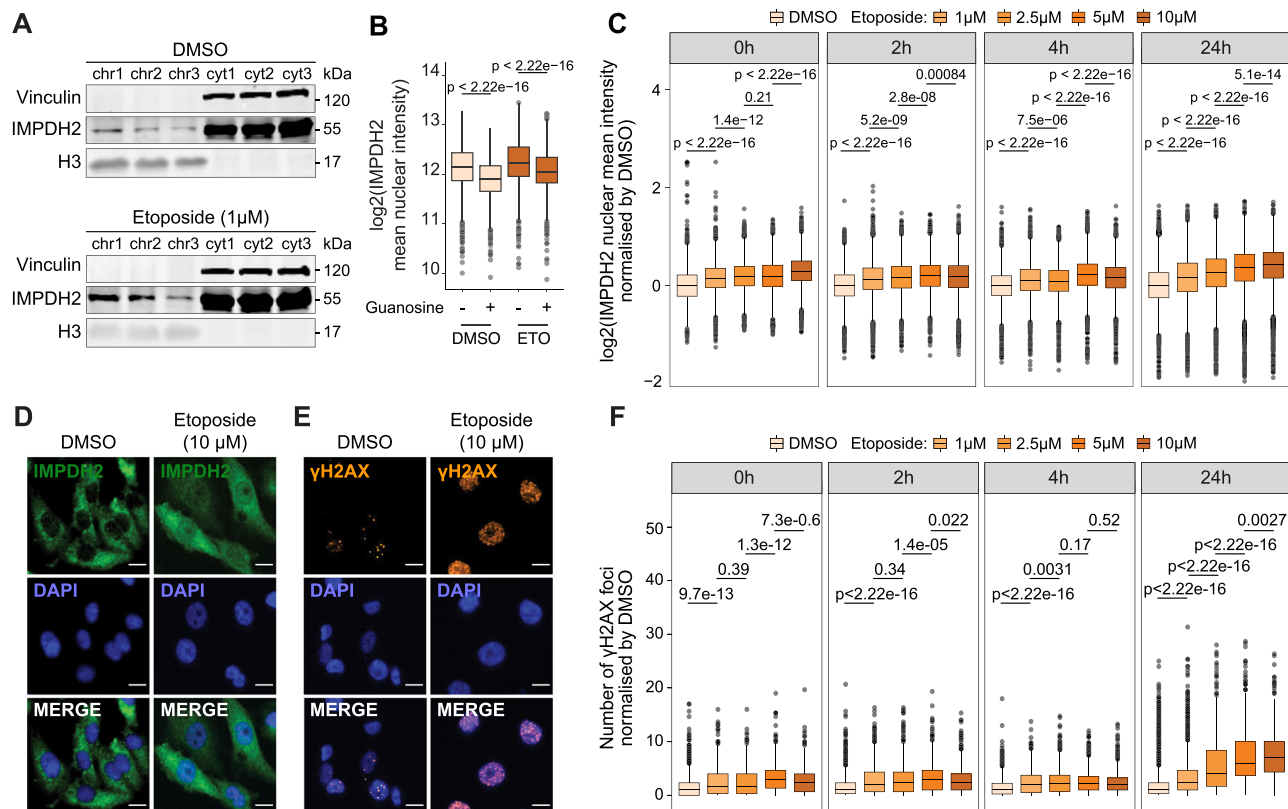 A
DMSO
chr1 chr2 chr3 cyt1 cyt2 cyt3 kDa
Vinculin 120
IMPDH2 55
H3 17
Etoposide (1µM)
chr1 chr2 chr3 cyt1 cyt2 cyt3 kDa
Vinculin 120
IMPDH2 55
H3 17
B
log2(IMPDH2
mean nuclear intensity)
14
13
12
11
10
p < 2.22e−16
p < 2.22e−16
Guanosine - + - +
DMSO ETO
C
DMSO Etoposide: 1µM 2.5µM 5µM 10µM
0h 2h 4h 24h
log2(IMPDH2 nuclear mean intensity
normalised by DMSO)
4
2
0
−2
p < 2.22e−16 0.00084 p < 2.22e−16 5.1e-14
0.21 2.8e-08 p < 2.22e−16 p < 2.22e−16
1.4e−12 5.2e-09 7.5e−06 p < 2.22e−16
p < 2.22e−16 p < 2.22e−16 p < 2.22e−16 p < 2.22e−16
D
DMSO
Etoposide
(10 µM)
IMPDH2 IMPDH2
DAPI DAPI
MERGE MERGE
E
DMSO
Etoposide
(10 µM)
γH2AX γH2AX
DAPI DAPI
MERGE MERGE
F
DMSO Etoposide: 1µM 2.5µM 5µM 10µM
0h 2h 4h 24h
Number of γH2AX foci
normalised by DMSO
50
40
30
20
10
0
7.3e-0.6 0.022 0.52 0.0027
1.3e-12 1.4e-05 0.17 p<2.22e-16
0.39 0.34 0.0031 p<2.22e-16
9.7e-13 p<2.22e-16 p<2.22e-16 p<2.22e-16